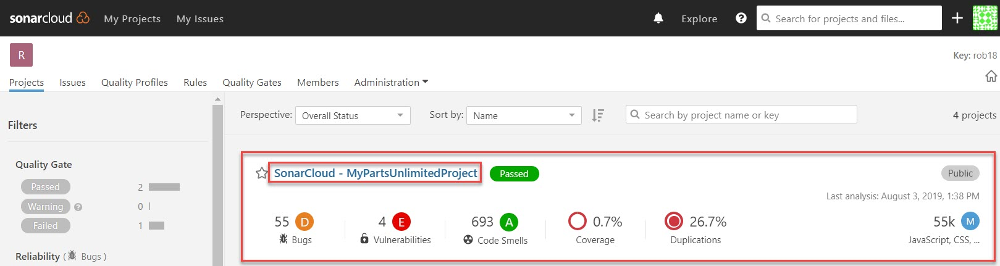 sonarcloud My Projects My Issues Explore ? Search for projects and files... +
R
Key: rob18
Projects Issues Quality Profiles Rules Quality Gates Members Administration
Perspective: Overall Status Sort by: Name Search by project name or key 4 projects
Filters
Quality Gate
Passed 2
Warning ? 0
Failed 1
Reliability ( Bugs )
SonarCloud - MyPartsUnlimitedProject Passed Public
Last analysis: August 3, 2019, 1:38 PM
55 D 4 E 693 A 0.7% 26.7% 55k M
Bugs Vulnerabilities Code Smells Coverage Duplications JavaScript, CSS, ...